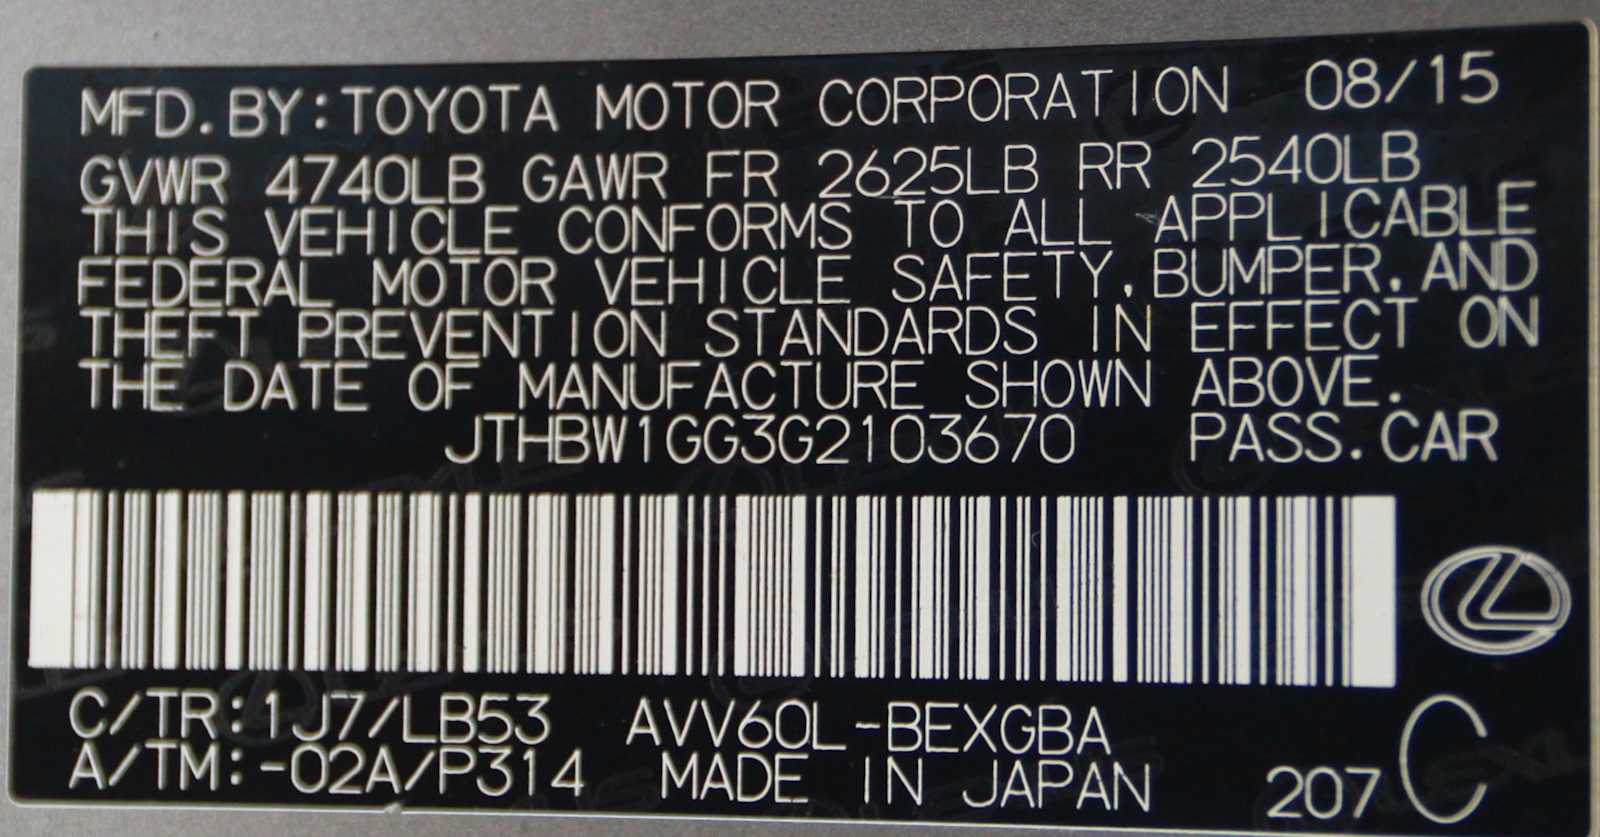 MFD. BY: TOYOTA MOTOR CORPORATION 08/15
GVWR 4740LB GAWR FR 2625LB RR 2540LB
THIS VEHICLE CONFORMS TO ALL APPLICABLE
FEDERAL MOTOR VEHICLE SAFETY, BUMPER, AND
THEFT PREVENTION STANDARDS IN EFFECT ON
THE DATE OF MANUFACTURE SHOWN ABOVE.
JTHBW1GG3G2103670 PASS. CAR
C/TR: 1J7/LB53 AVV60L-BEXGBA
A/TM: -02A/P314 MADE IN JAPAN 207 C